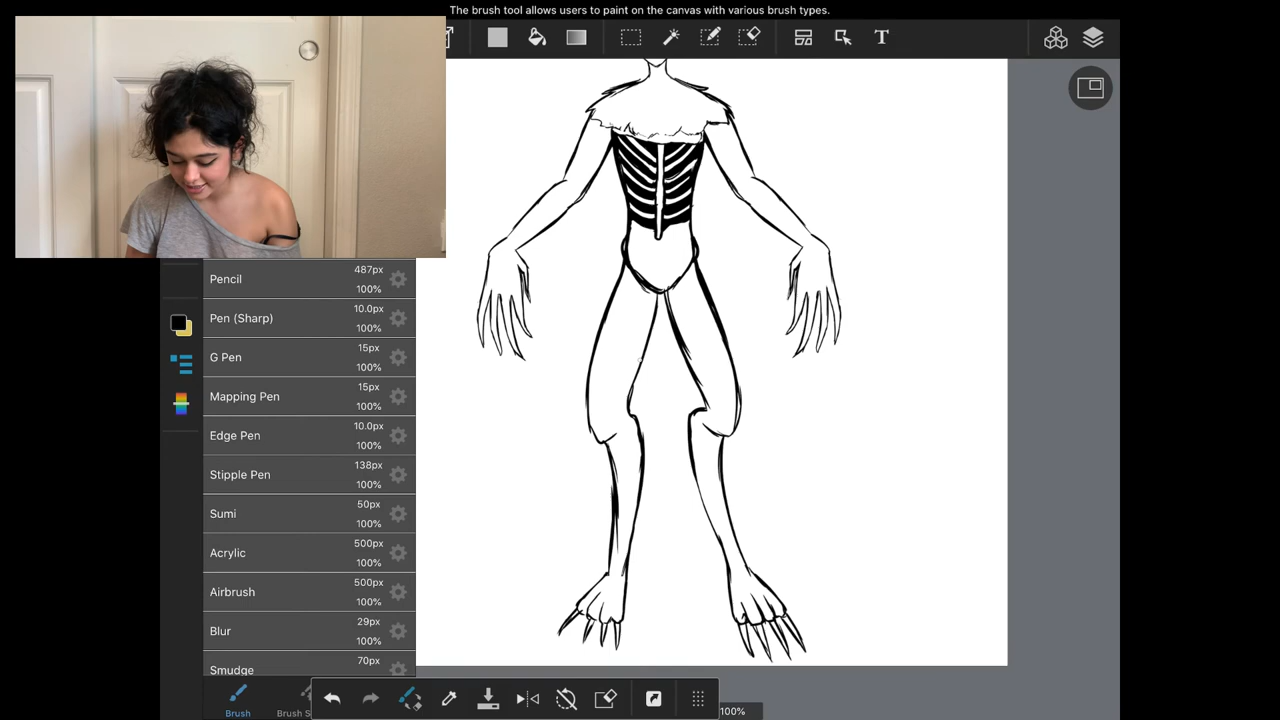 The brush tool allows users to paint on the canvas with various brush types.
T
Pencil 487px
100%
Pen (Sharp) 10.0px
100%
G Pen 15px
100%
Mapping Pen 15px
100%
Edge Pen 10.0px
100%
Stipple Pen 138px
100%
Sumi 50px
100%
Acrylic 500px
100%
Airbrush 500px
100%
Blur 29px
100%
Smudge 70px
Brush Brush S
100%